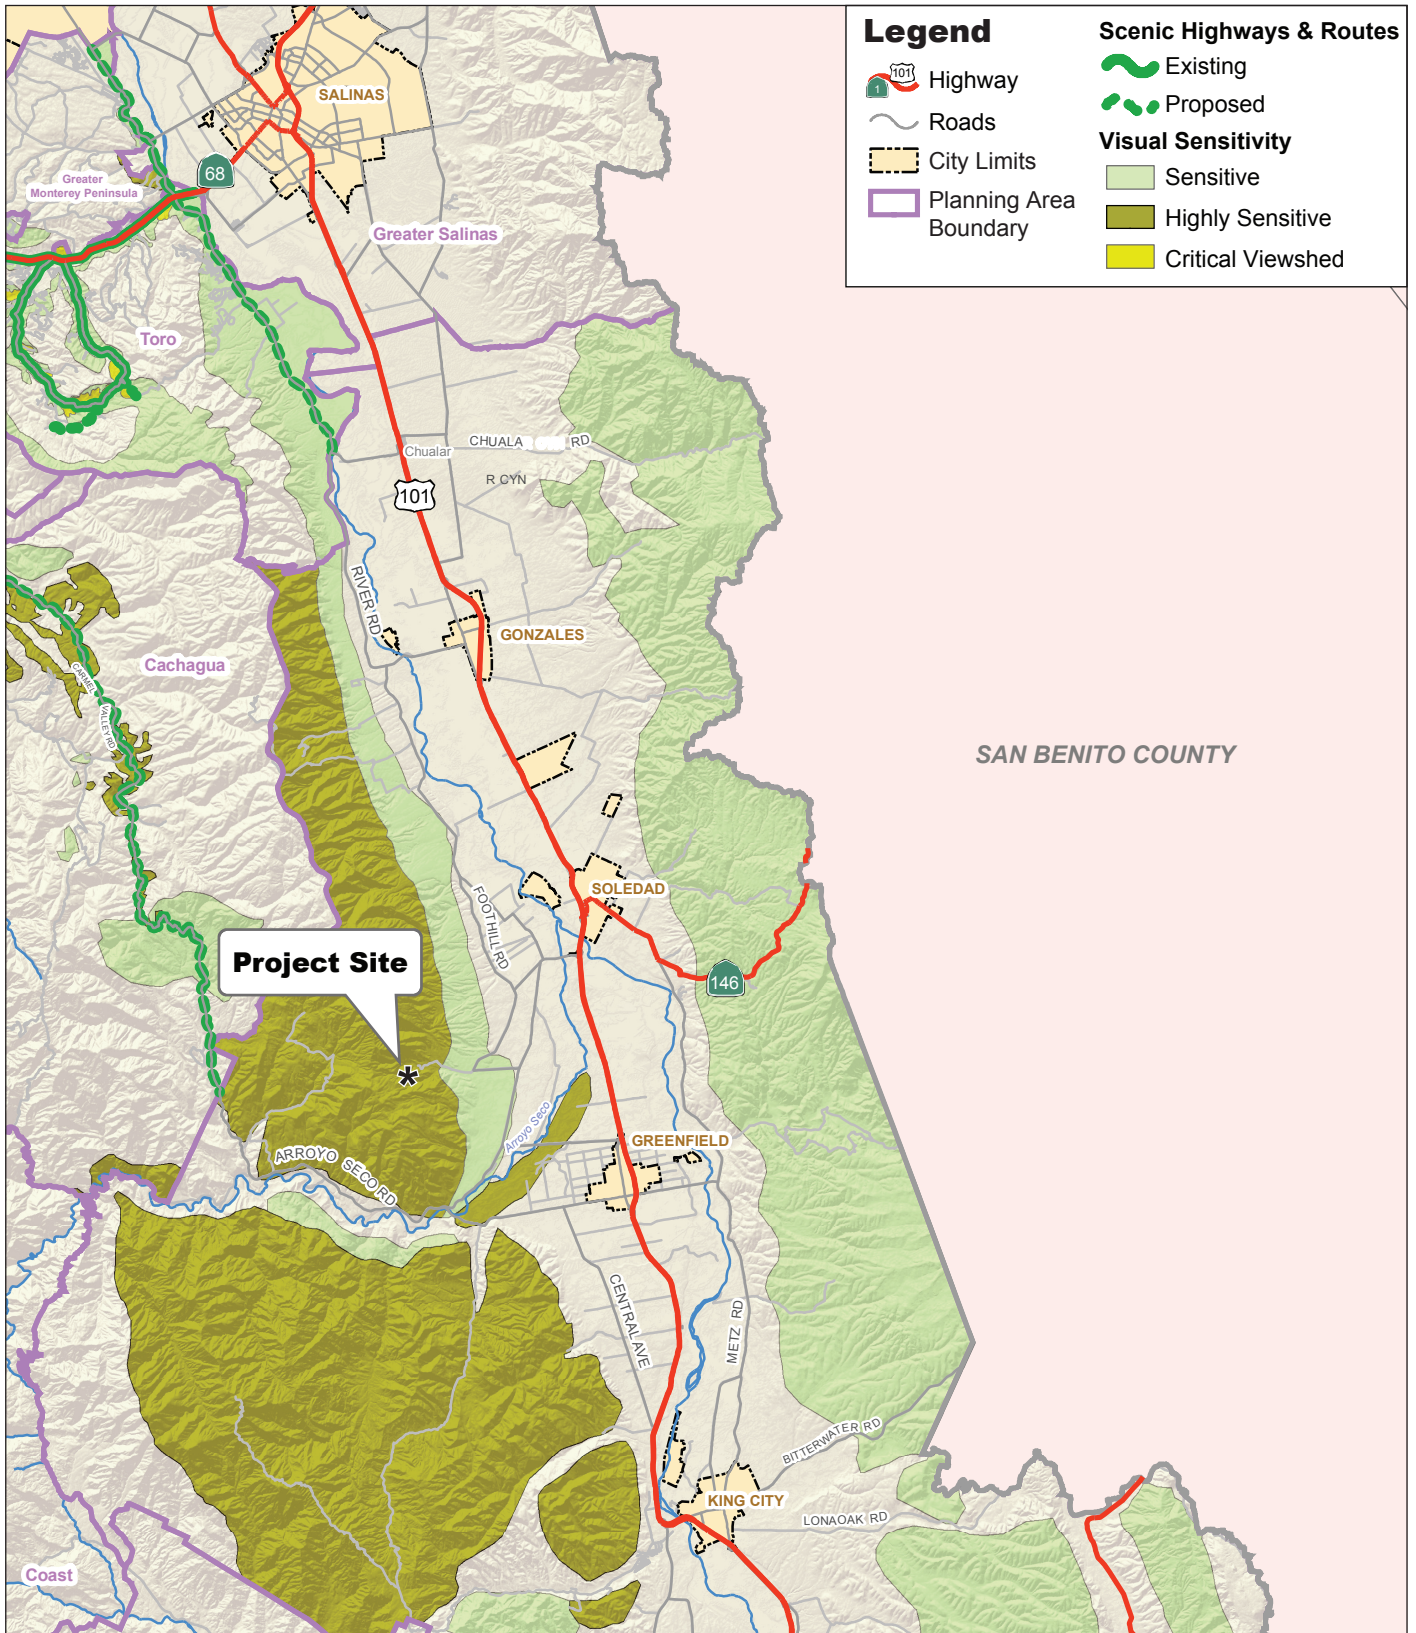 Legend
101
1
Highway
Roads
City Limits
Planning Area
Boundary
Scenic Highways & Routes
Existing
Proposed
Visual Sensitivity
Sensitive
Highly Sensitive
Critical Viewshed
SALINAS
68
Greater
Monterey Peninsula
Greater Salinas
Toro
Chualar
CHUALA
RD
R CYN
101
RIVER RD
GONZALES
Cachagua
CARMEL
VALLEY RD
SAN BENITO COUNTY
SOLEDAD
FOOTHILL RD
Project Site
146
*
Arroyo Seco
GREENFIELD
ARROYO SECO RD
CENTRAL AVE
METZ RD
BITTERWATER RD
KING CITY
LONAOAK RD
Coast